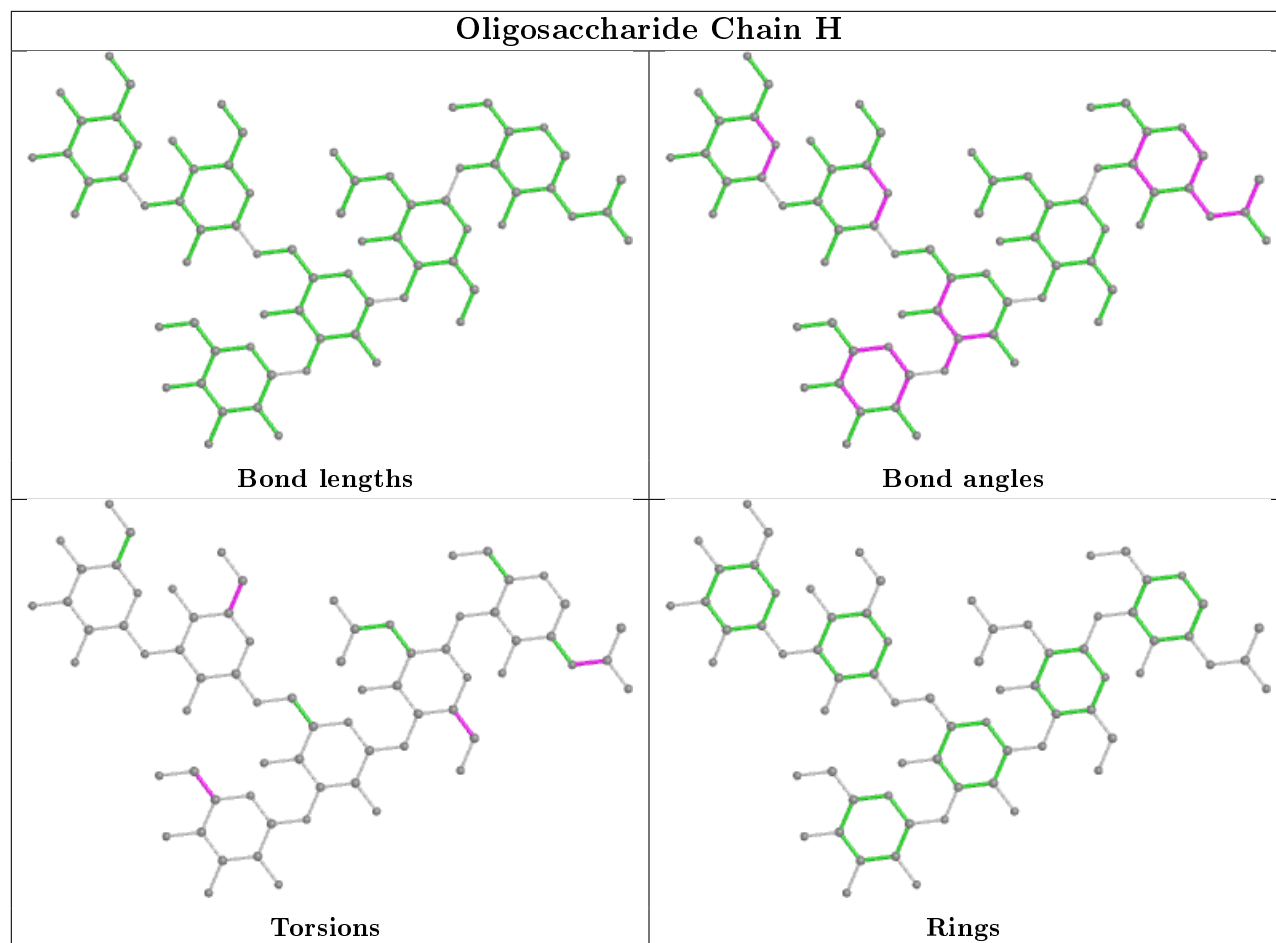 Oligosaccharide Chain H
Bond lengths
Bond angles
Torsions
Rings